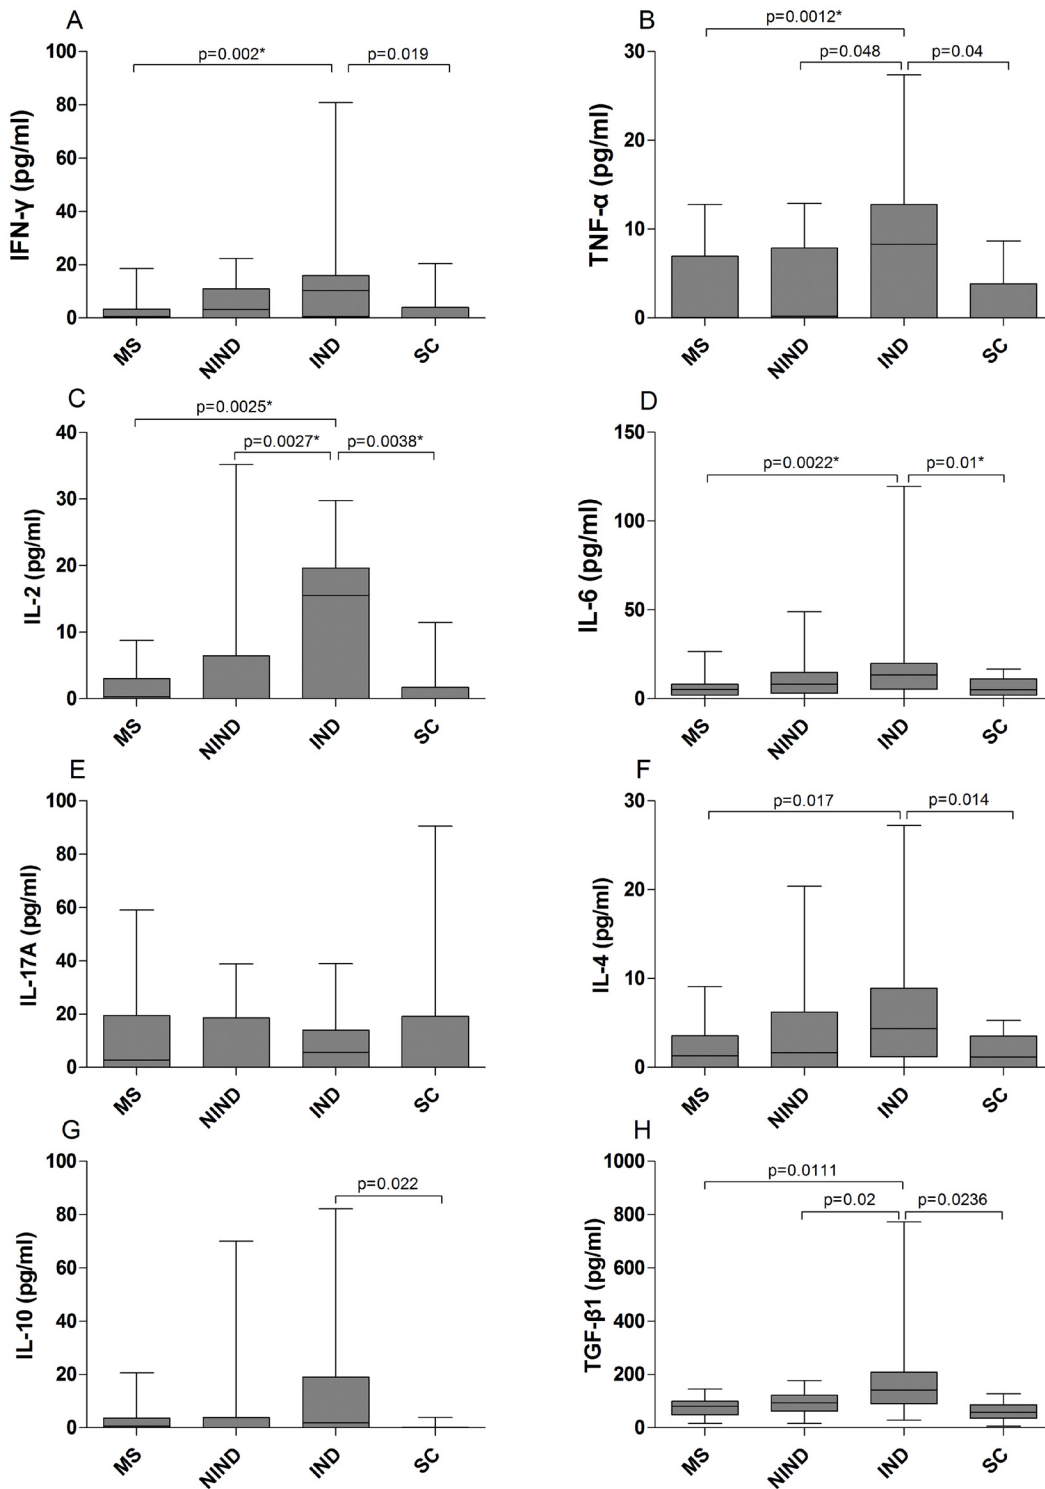 A
IFN-γ (pg/ml)
100
80
60
40
20
0
p=0.002*
p=0.019
MS
NIND
IND
SC
B
TNF-α (pg/ml)
30
20
10
0
p=0.0012*
p=0.048
p=0.04
MS
NIND
IND
SC
C
IL-2 (pg/ml)
40
30
20
10
0
p=0.0025*
p=0.0027*
p=0.0038*
MS
NIND
IND
SC
D
IL-6 (pg/ml)
150
100
50
0
p=0.0022*
p=0.01*
MS
NIND
IND
SC
E
IL-17A (pg/ml)
100
80
60
40
20
0
MS
NIND
IND
SC
F
IL-4 (pg/ml)
30
20
10
0
p=0.017
p=0.014
MS
NIND
IND
SC
G
IL-10 (pg/ml)
100
80
60
40
20
0
p=0.022
MS
NIND
IND
SC
H
TGF-β1 (pg/ml)
1000
800
600
400
200
0
p=0.0111
p=0.02
p=0.0236
MS
NIND
IND
SC